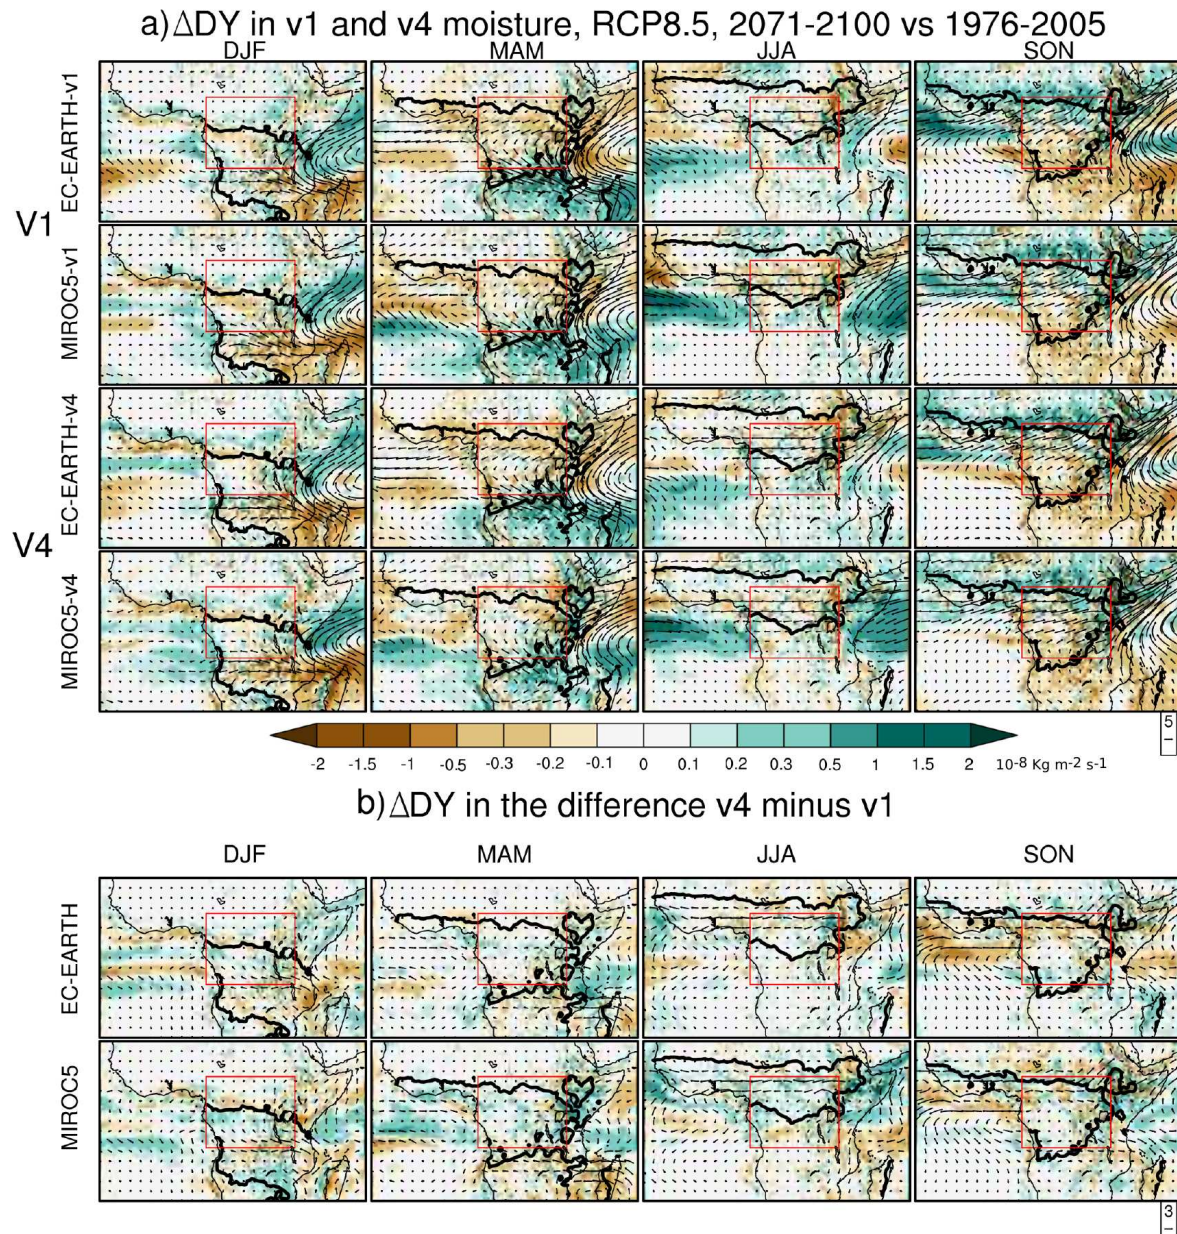 a)ΔDY in v1 and v4 moisture, RCP8.5, 2071-2100 vs 1976-2005
DJF MAM JJA SON
V1
EC-EARTH-v1
MIROC5-v1
V4
EC-EARTH-v4
MIROC5-v4
-2 -1.5 -1 -0.5 -0.3 -0.2 -0.1 0 0.1 0.2 0.3 0.5 1 1.5 2 10⁻⁸ Kg m⁻² s⁻¹
5
b)ΔDY in the difference v4 minus v1
DJF MAM JJA SON
EC-EARTH
MIROC5
3